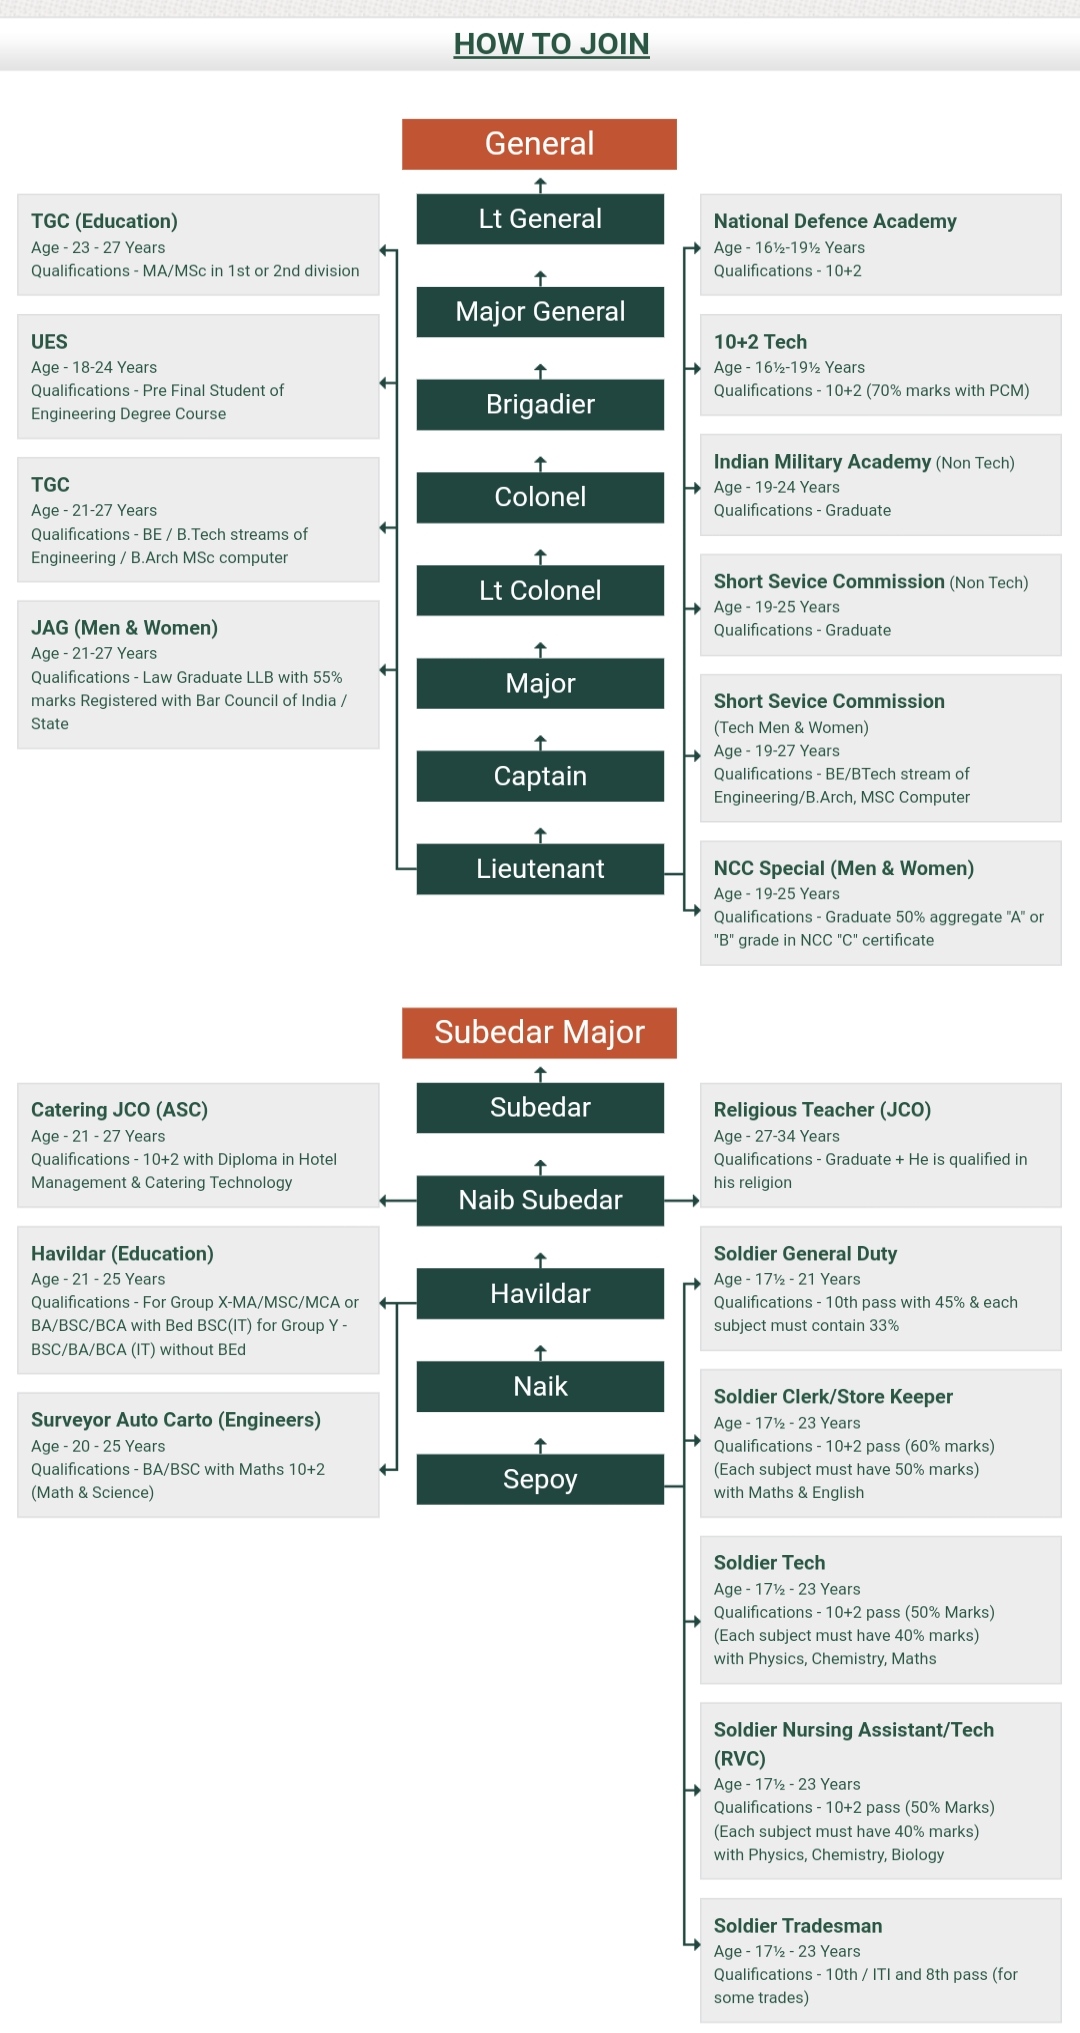 HOW TO JOIN
General
Lt General
Major General
Brigadier
Colonel
Lt Colonel
Major
Captain
Lieutenant
TGC (Education)
Age - 23 - 27 Years
Qualifications - MA/MSc in 1st or 2nd division
UES
Age - 18-24 Years
Qualifications - Pre Final Student of
Engineering Degree Course
TGC
Age - 21-27 Years
Qualifications - BE / B.Tech streams of
Engineering / B.Arch MSc computer
JAG (Men & Women)
Age - 21-27 Years
Qualifications - Law Graduate LLB with 55%
marks Registered with Bar Council of India /
State
National Defence Academy
Age - 16½-19½ Years
Qualifications - 10+2
10+2 Tech
Age - 16½-19½ Years
Qualifications - 10+2 (70% marks with PCM)
Indian Military Academy (Non Tech)
Age - 19-24 Years
Qualifications - Graduate
Short Sevice Commission (Non Tech)
Age - 19-25 Years
Qualifications - Graduate
Short Sevice Commission
(Tech Men & Women)
Age - 19-27 Years
Qualifications - BE/BTech stream of
Engineering/B.Arch, MSC Computer
NCC Special (Men & Women)
Age - 19-25 Years
Qualifications - Graduate 50% aggregate "A" or
"B" grade in NCC "C" certificate
Subedar Major
Subedar
Naib Subedar
Havildar
Naik
Sepoy
Catering JCO (ASC)
Age - 21 - 27 Years
Qualifications - 10+2 with Diploma in Hotel
Management & Catering Technology
Havildar (Education)
Age - 21 - 25 Years
Qualifications - For Group X-MA/MSC/MCA or
BA/BSC/BCA with Bed BSC(IT) for Group Y -
BSC/BA/BCA (IT) without BEd
Surveyor Auto Carto (Engineers)
Age - 20 - 25 Years
Qualifications - BA/BSC with Maths 10+2
(Math & Science)
Religious Teacher (JCO)
Age - 27-34 Years
Qualifications - Graduate + He is qualified in
his religion
Soldier General Duty
Age - 17½ - 21 Years
Qualifications - 10th pass with 45% & each
subject must contain 33%
Soldier Clerk/Store Keeper
Age - 17½ - 23 Years
Qualifications - 10+2 pass (60% marks)
(Each subject must have 50% marks)
with Maths & English
Soldier Tech
Age - 17½ - 23 Years
Qualifications - 10+2 pass (50% Marks)
(Each subject must have 40% marks)
with Physics, Chemistry, Maths
Soldier Nursing Assistant/Tech
(RVC)
Age - 17½ - 23 Years
Qualifications - 10+2 pass (50% Marks)
(Each subject must have 40% marks)
with Physics, Chemistry, Biology
Soldier Tradesman
Age - 17½ - 23 Years
Qualifications - 10th / ITI and 8th pass (for
some trades)